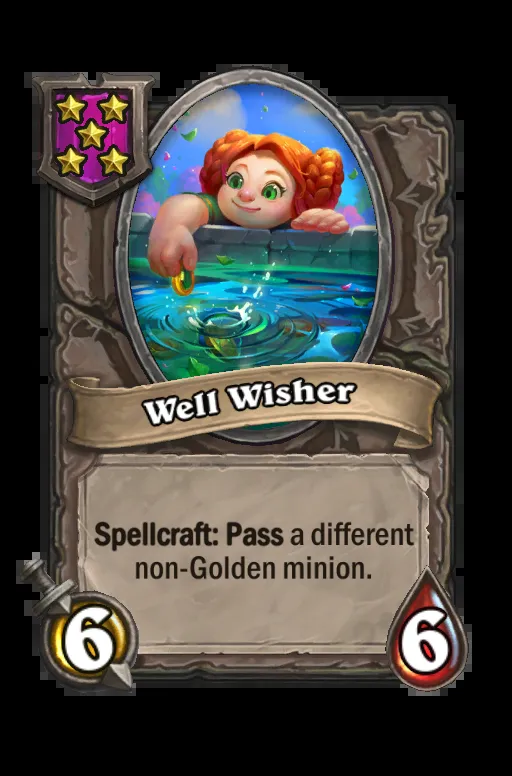 Well Wisher
Spellcraft: Pass a different
non-Golden minion.
6
6